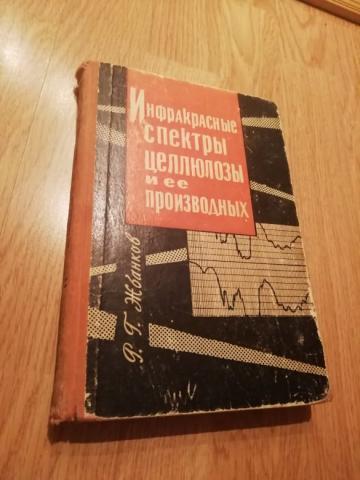 Инфракрасные
спектры
целлюлозы
и ее
производных
Р. Г. Жбанков